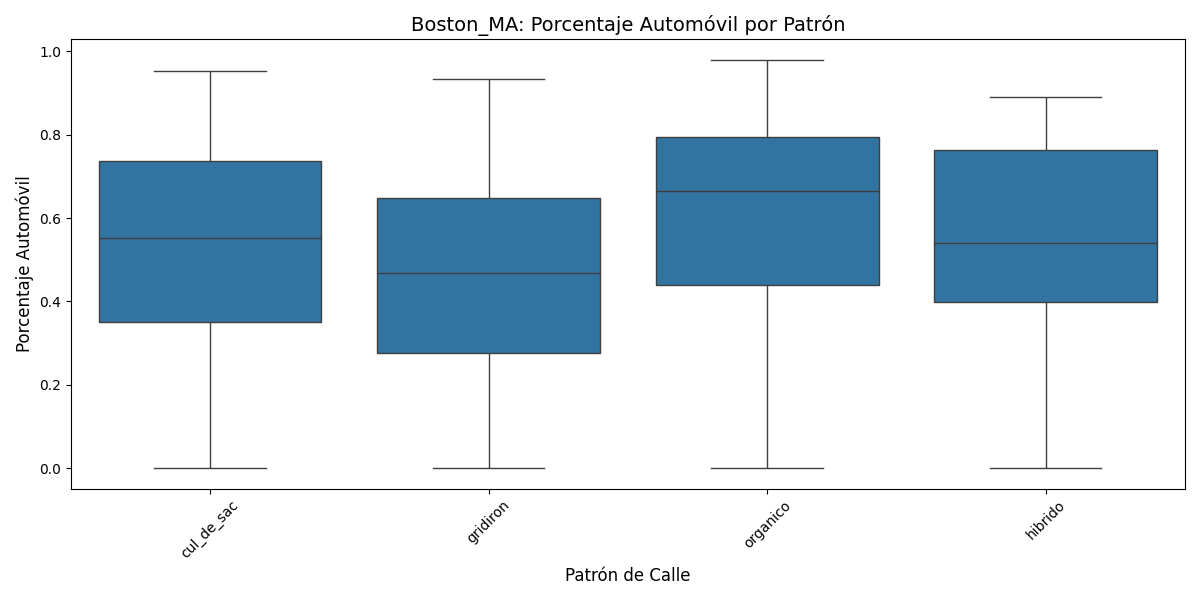 Boston_MA: Porcentaje Automóvil por Patrón
Porcentaje Automóvil
1.0
0.8
0.6
0.4
0.2
0.0
cul_de_sac
gridiron
organico
hibrido
Patrón de Calle